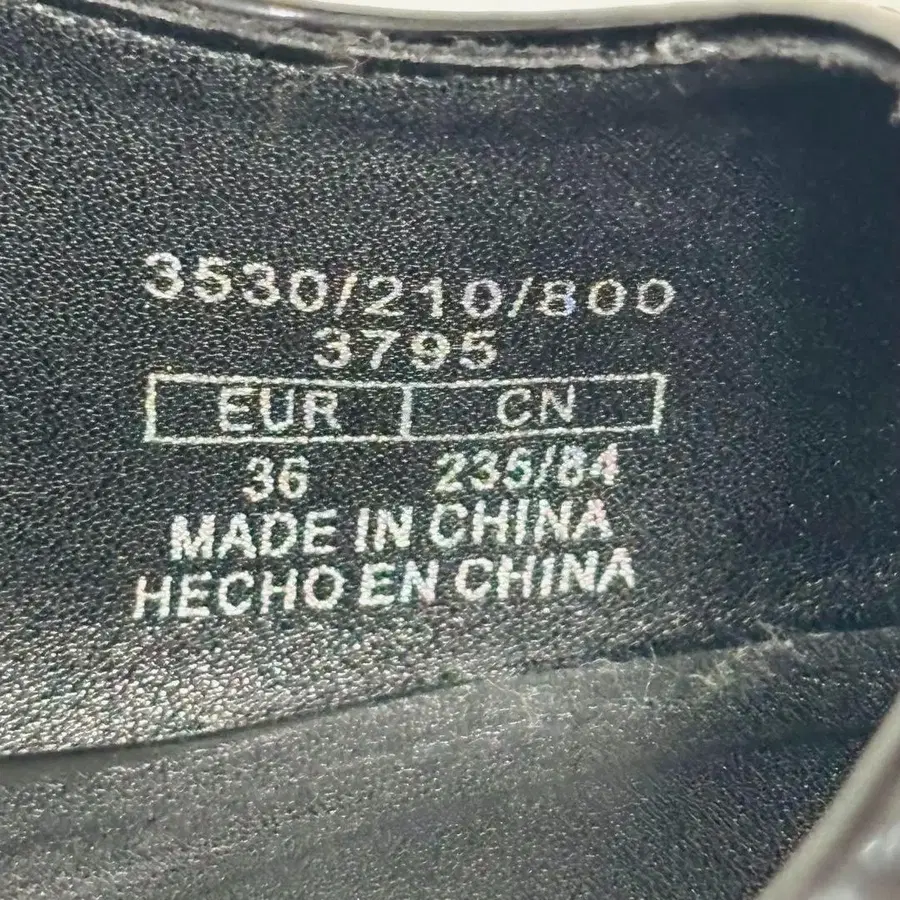 3530/210/800
3795
EUR CN
36 235/84
MADE IN CHINA
HECHO EN CHINA